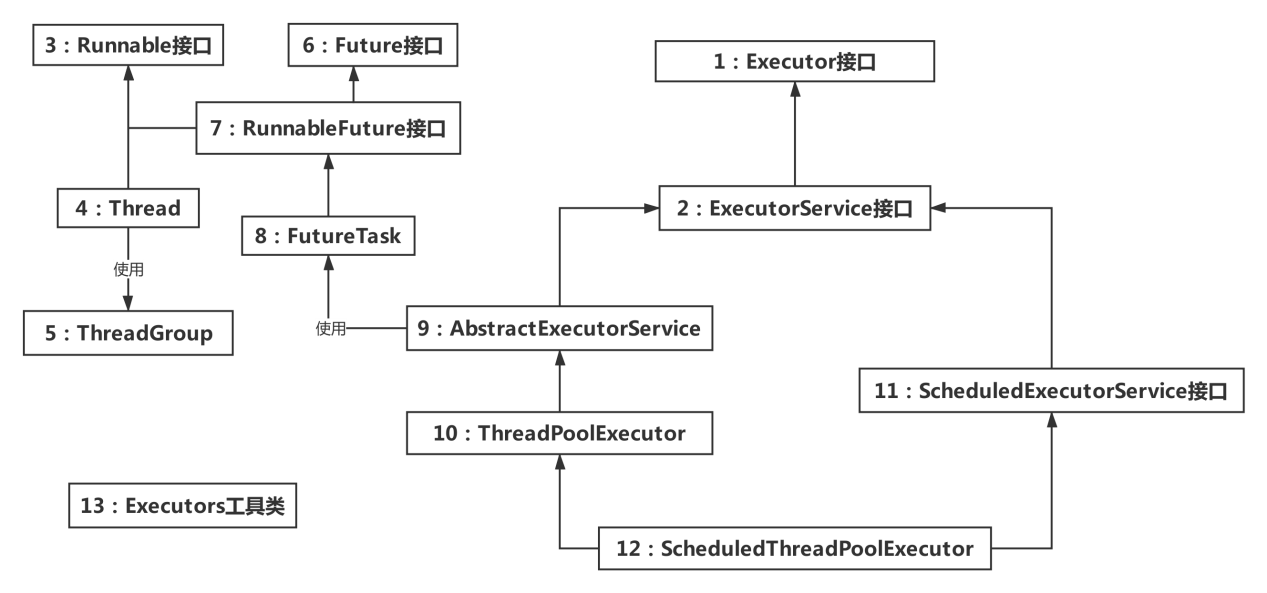 3：Runnable接口
6：Future接口
1：Executor接口
7：RunnableFuture接口
4：Thread
2：ExecutorService接口
8：FutureTask
使用
5：ThreadGroup
使用
9：AbstractExecutorService
11：ScheduledExecutorService接口
10：ThreadPoolExecutor
13：Executors工具类
12：ScheduledThreadPoolExecutor